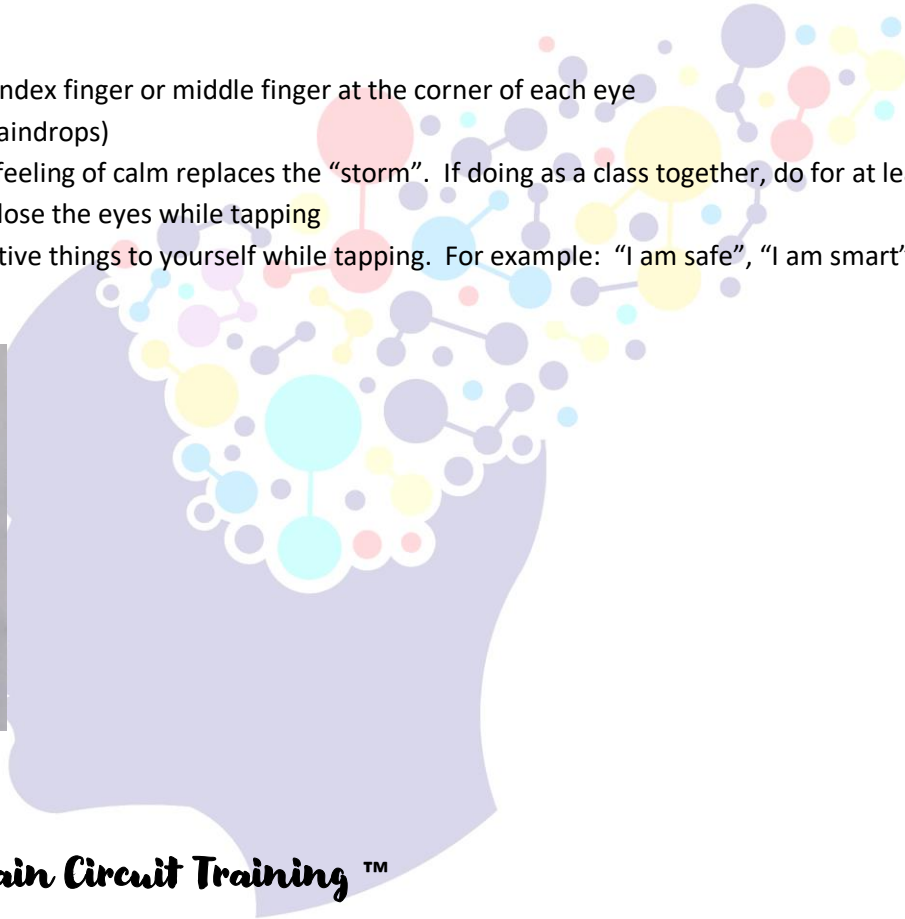 ndex finger or middle finger at the corner of each eye
aindrops)
feeling of calm replaces the “storm”.  If doing as a class together, do for at lea
lose the eyes while tapping
tive things to yourself while tapping.  For example:  “I am safe”, “I am smart”
ain Circuit Training ™